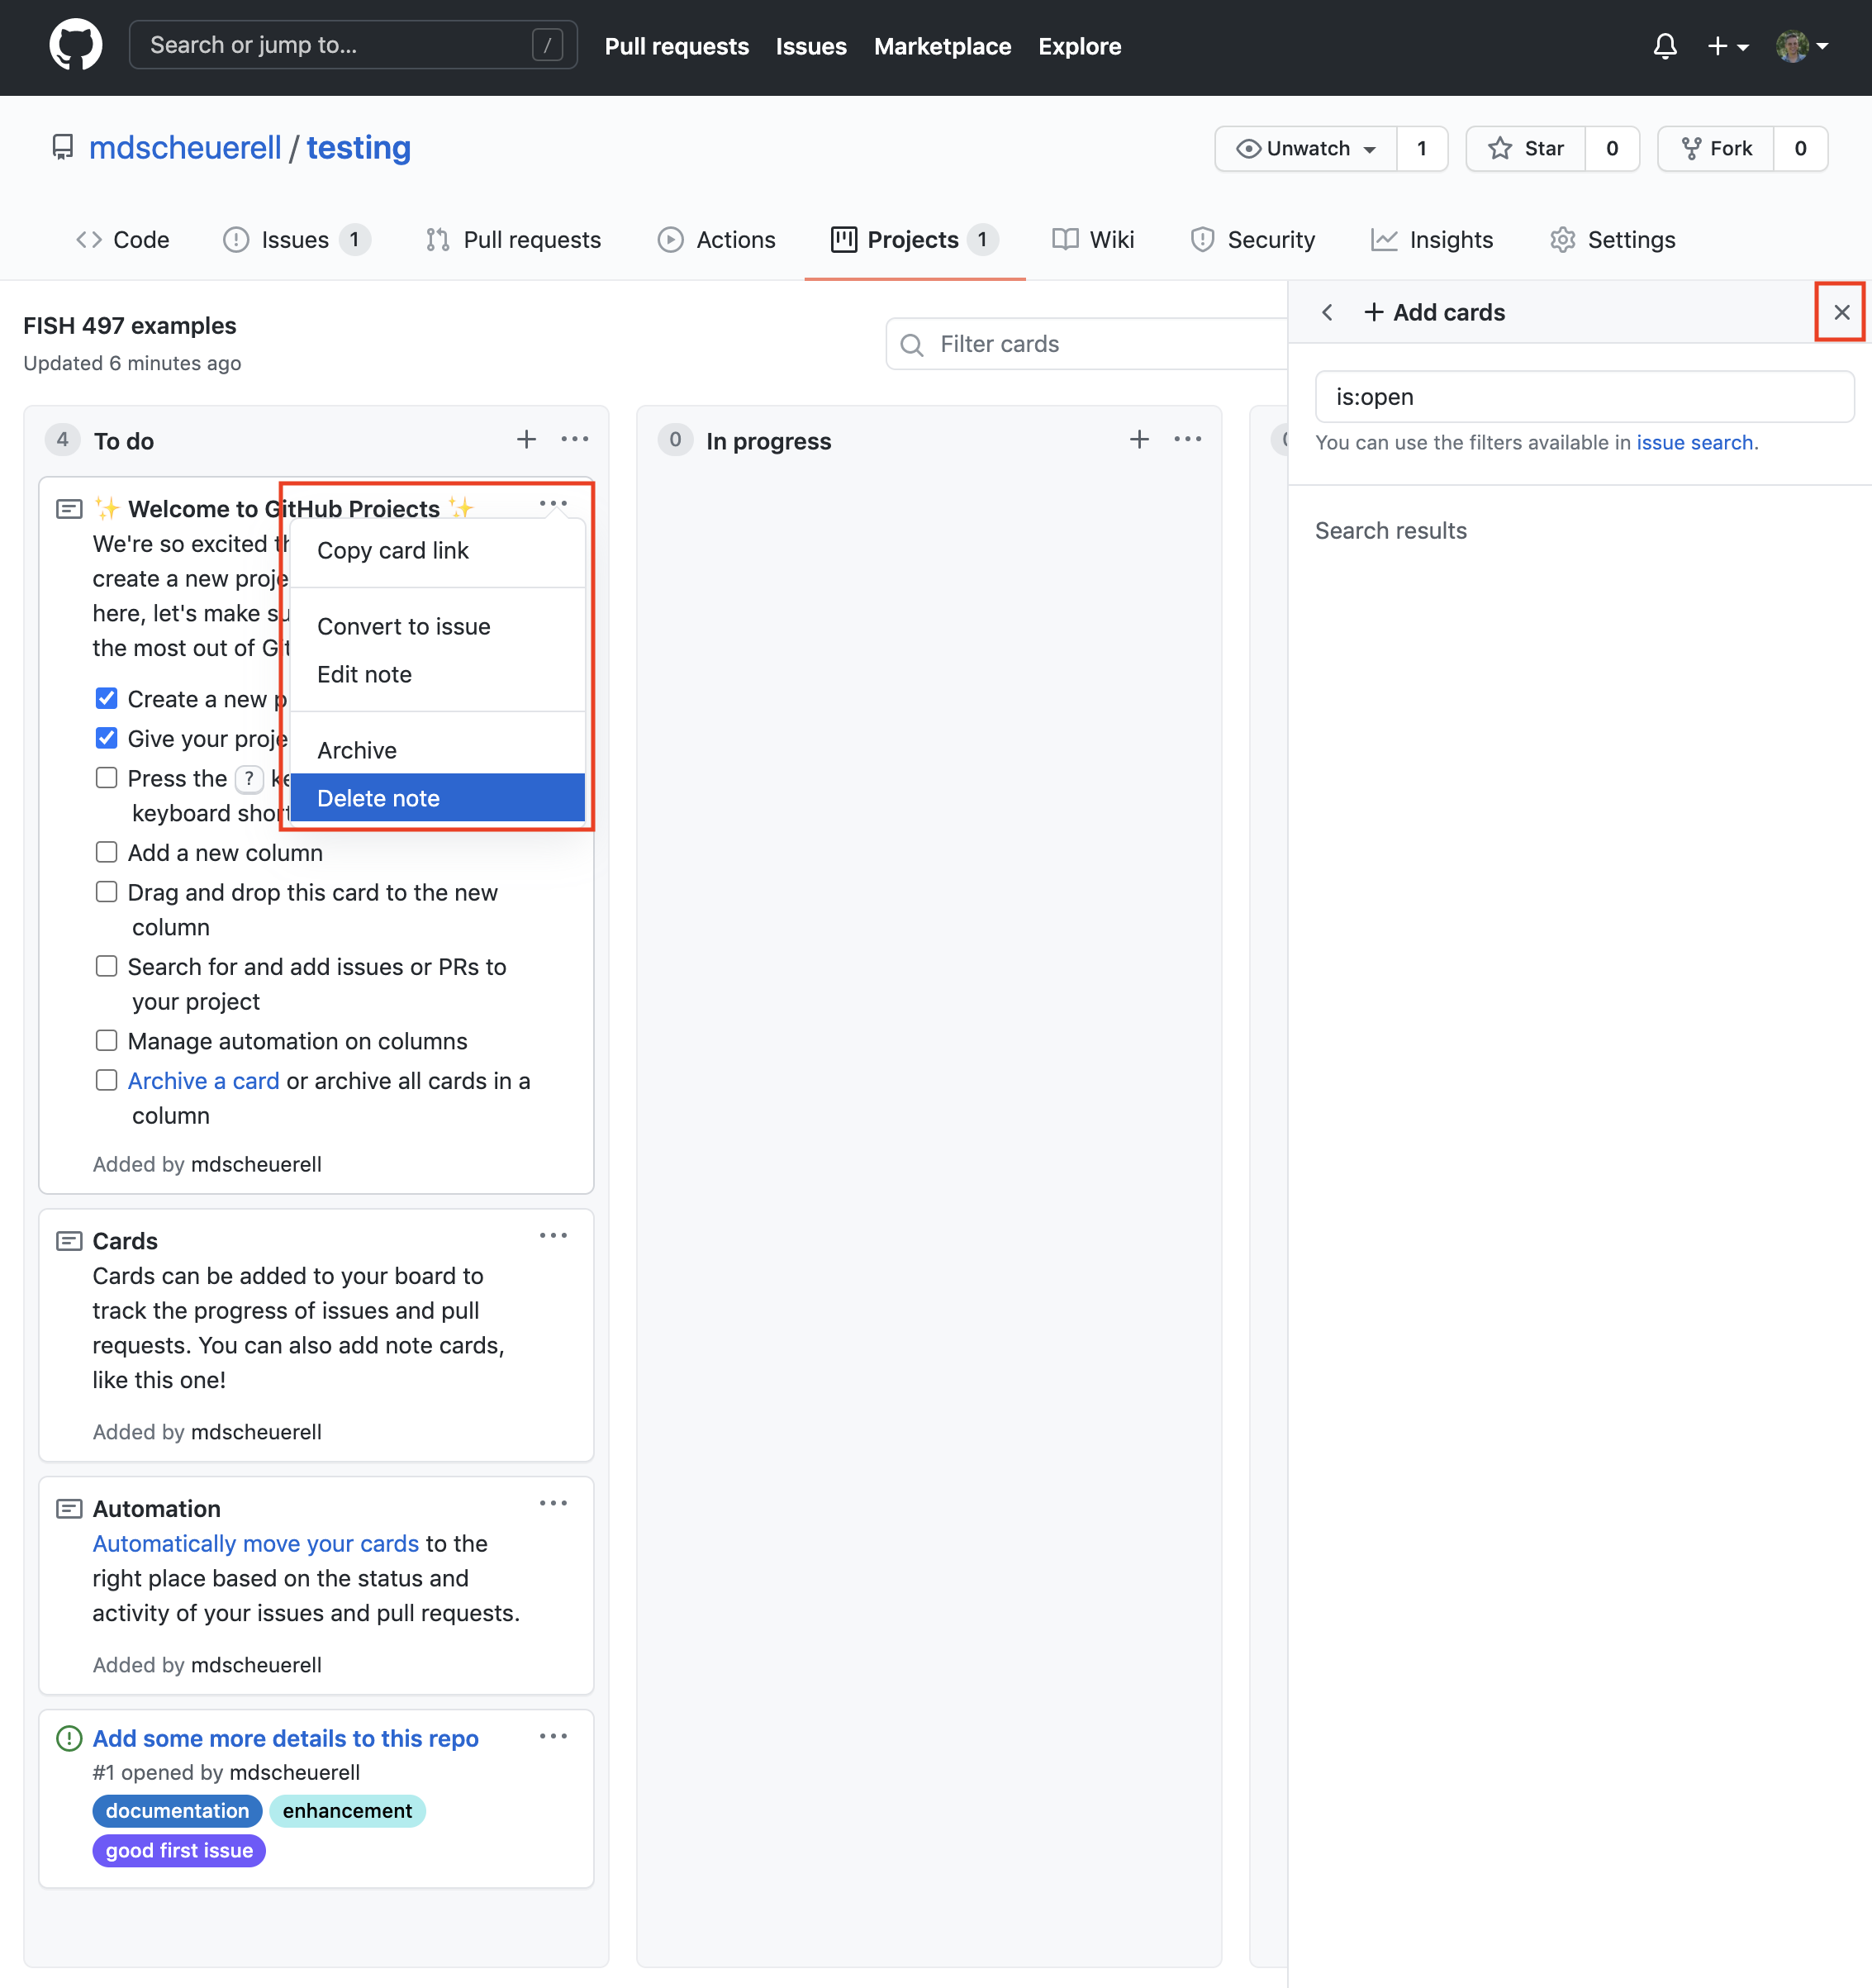 Search or jump to... /
Pull requests Issues Marketplace Explore
mdscheuerell / testing
Unwatch 1 Star 0 Fork 0
Code Issues 1 Pull requests Actions Projects 1 Wiki Security Insights Settings
FISH 497 examples
Updated 6 minutes ago
Filter cards
+ Add cards
is:open
You can use the filters available in issue search.
Search results
4 To do
0 In progress
✨ Welcome to GitHub Projects ✨
We're so excited th
create a new proje
here, let's make su
the most out of Git
Create a new p
Give your proje
Press the ? ke
keyboard short
Add a new column
Drag and drop this card to the new
column
Search for and add issues or PRs to
your project
Manage automation on columns
Archive a card or archive all cards in a
column
Added by mdscheuerell
Copy card link
Convert to issue
Edit note
Archive
Delete note
Cards
Cards can be added to your board to
track the progress of issues and pull
requests. You can also add note cards,
like this one!
Added by mdscheuerell
Automation
Automatically move your cards to the
right place based on the status and
activity of your issues and pull requests.
Added by mdscheuerell
Add some more details to this repo
#1 opened by mdscheuerell
documentation enhancement
good first issue